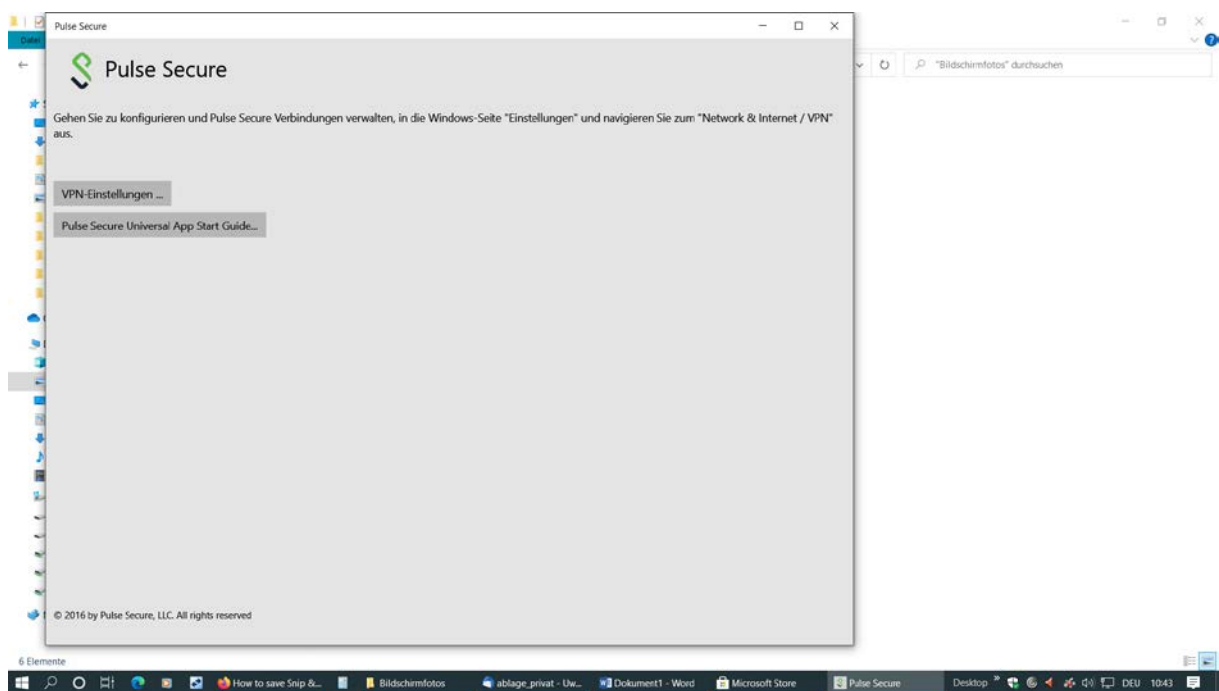 Pulse Secure
Datei
Pulse Secure
"Bildschirmfotos" durchsuchen
Gehen Sie zu konfigurieren und Pulse Secure Verbindungen verwalten, in die Windows-Seite "Einstellungen" und navigieren Sie zum "Network & Internet / VPN"
aus.
VPN-Einstellungen ...
Pulse Secure Universal App Start Guide...
© 2016 by Pulse Secure, LLC. All rights reserved
6 Elemente
How to save Snip &... Bildschirmfotos ablage_privat - Uw... Dokument1 - Word Microsoft Store Pulse Secure Desktop » DEU 10:43